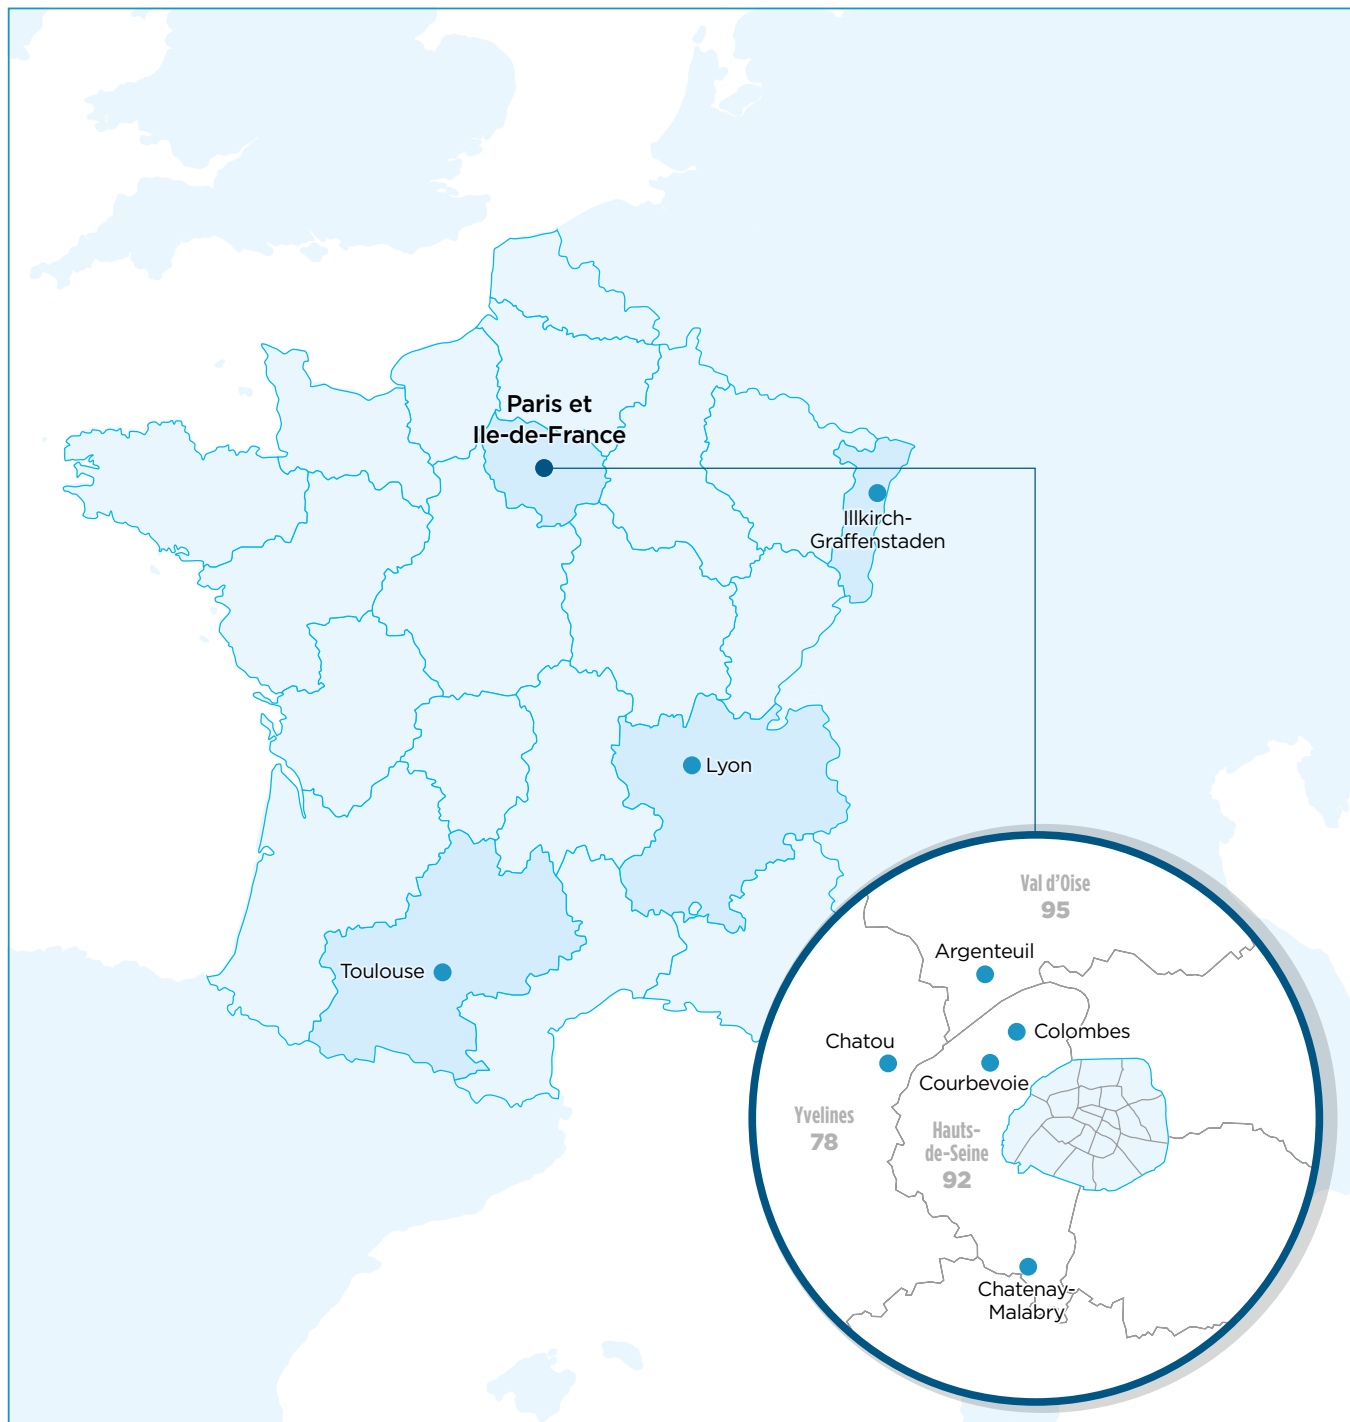 Paris et
Ile-de-France
Illkirch-
Graffenstaden
Lyon
Toulouse
Val d’Oise
95
Argenteuil
Colombes
Chatou
Courbevoie
Yvelines
78
Hauts-
de-Seine
92
Chatenay-
Malabry